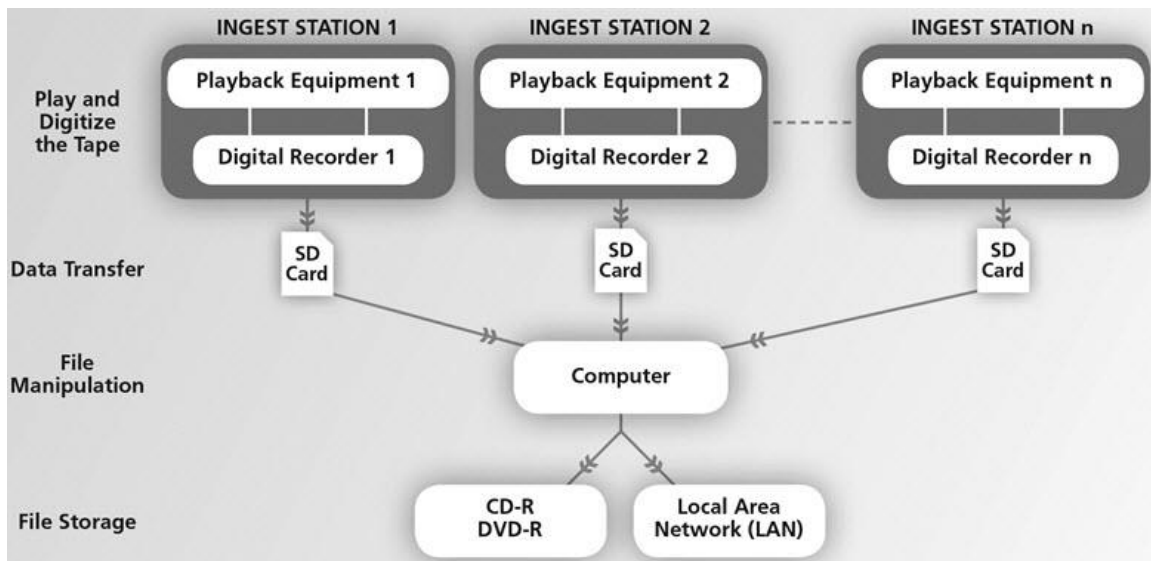 INGEST STATION 1
INGEST STATION 2
INGEST STATION n
Play and
Digitize
the Tape
Playback Equipment 1
Playback Equipment 2
Playback Equipment n
Digital Recorder 1
Digital Recorder 2
Digital Recorder n
Data Transfer
SD
Card
SD
Card
SD
Card
File
Manipulation
Computer
File Storage
CD-R
DVD-R
Local Area
Network (LAN)